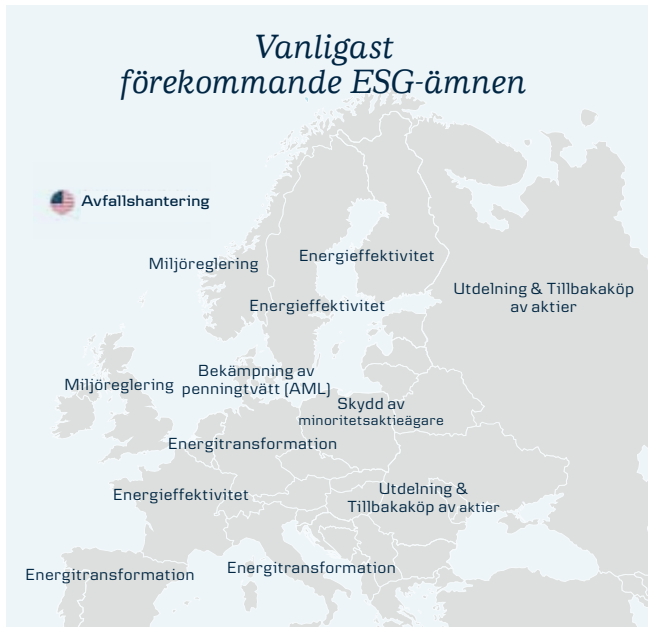 Vanligast
förekommande ESG-ämnen
Avfallshantering
Energieffektivitet
Miljöreglering
Utdelning & Tillbakaköp
av aktier
Energieffektivitet
Bekämpning av
penningtvätt (AML)
Miljöreglering
Skydd av
minoritetsaktieägare
Energitransformation
Energieffektivitet
Utdelning &
Tillbakaköp av aktier
Energitransformation
Energitransformation